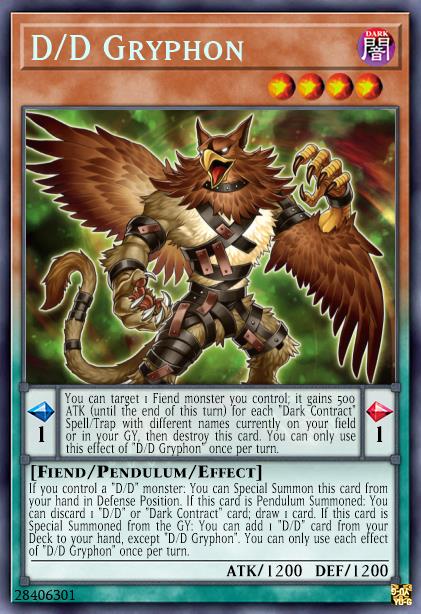 D/D Gryphon
DARK
闇
You can target 1 Fiend monster you control; it gains 500
ATK (until the end of this turn) for each "Dark Contract"
Spell/Trap with different names currently on your field
or in your GY, then destroy this card. You can only use
this effect of "D/D Gryphon" once per turn.
1
1
[Fiend/Pendulum/Effect]
If you control a "D/D" monster: You can Special Summon this card from
your hand in Defense Position. If this card is Pendulum Summoned: You
can discard 1 "D/D" or "Dark Contract" card; draw 1 card. If this card is
Special Summoned from the GY: You can add 1 "D/D" card from your
Deck to your hand, except "D/D Gryphon". You can only use each effect
of "D/D Gryphon" once per turn.
ATK/1200 DEF/1200
28406301